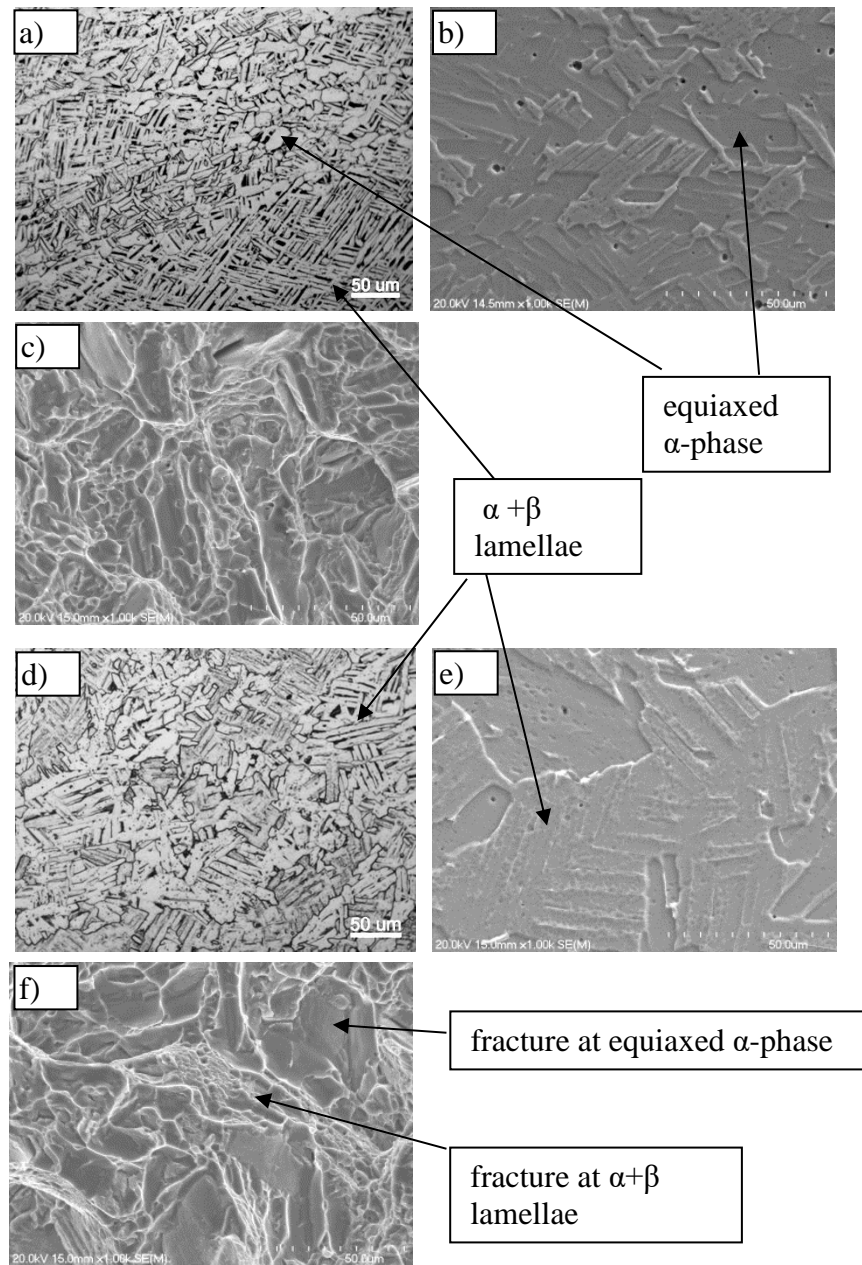 a)
b)
50 um
20.0kV 14.5mm x1.00k SE(M)
50.0um
c)
equiaxed
α-phase
α +β
lamellae
20.0kV 15.0mm x1.00k SE(M)
50.0um
d)
e)
50 um
20.0kV 15.0mm x1.00k SE(M)
50.0um
f)
fracture at equiaxed α-phase
fracture at α+β
lamellae
20.0kV 15.0mm x1.00k SE(M)
50.0um